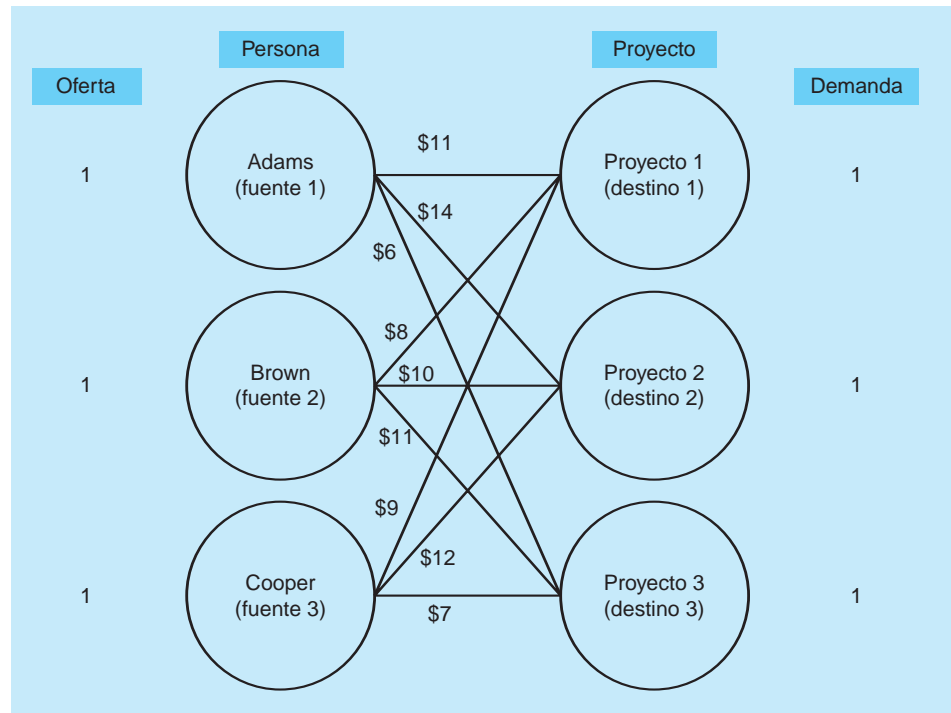 Persona
Proyecto
Oferta
Demanda
$11
Adams
(fuente 1)
Proyecto 1
(destino 1)
1
1
$14
$6
$8
Brown
(fuente 2)
$10
Proyecto 2
(destino 2)
1
1
$11
$9
$12
Cooper
(fuente 3)
Proyecto 3
(destino 3)
1
1
$7